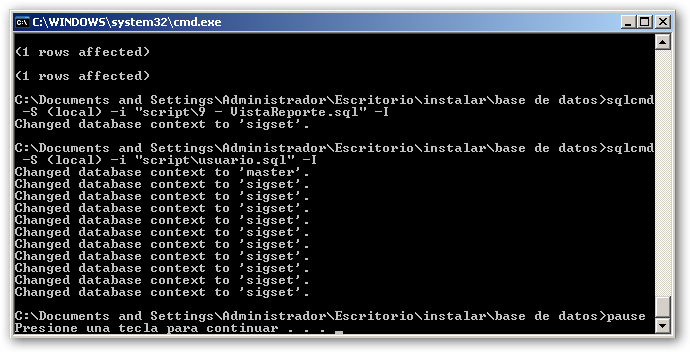 C:\WINDOWS\system32\cmd.exe
(1 rows affected)
(1 rows affected)
C:\Documents and Settings\Administrador\Escritorio\instalar\base de datos>sqlcmd
-S (local) -i "script\9 - VistaReporte.sql" -I
Changed database context to 'sigset'.
C:\Documents and Settings\Administrador\Escritorio\instalar\base de datos>sqlcmd
-S (local) -i "script\usuario.sql" -I
Changed database context to 'master'.
Changed database context to 'sigset'.
Changed database context to 'sigset'.
Changed database context to 'sigset'.
Changed database context to 'sigset'.
Changed database context to 'sigset'.
Changed database context to 'sigset'.
Changed database context to 'sigset'.
Changed database context to 'sigset'.
Changed database context to 'sigset'.
Changed database context to 'sigset'.
C:\Documents and Settings\Administrador\Escritorio\instalar\base de datos>pause
Presione una tecla para continuar . . . _